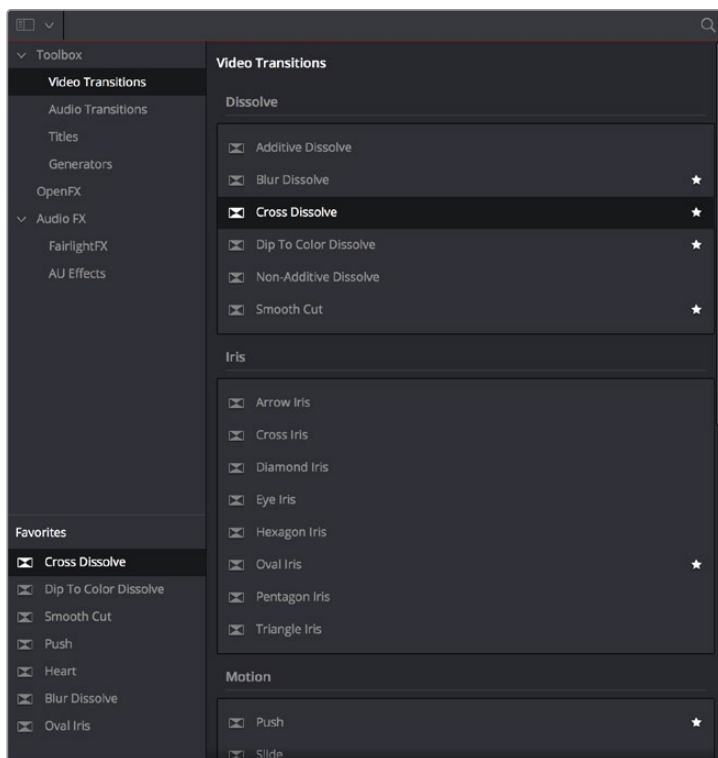 Toolbox
Video Transitions
Audio Transitions
Titles
Generators
OpenFX
Audio FX
FairlightFX
AU Effects
Favorites
Cross Dissolve
Dip To Color Dissolve
Smooth Cut
Push
Heart
Blur Dissolve
Oval Iris
Video Transitions
Dissolve
Additive Dissolve
Blur Dissolve
Cross Dissolve
Dip To Color Dissolve
Non-Additive Dissolve
Smooth Cut
Iris
Arrow Iris
Cross Iris
Diamond Iris
Eye Iris
Hexagon Iris
Oval Iris
Pentagon Iris
Triangle Iris
Motion
Push
Slide